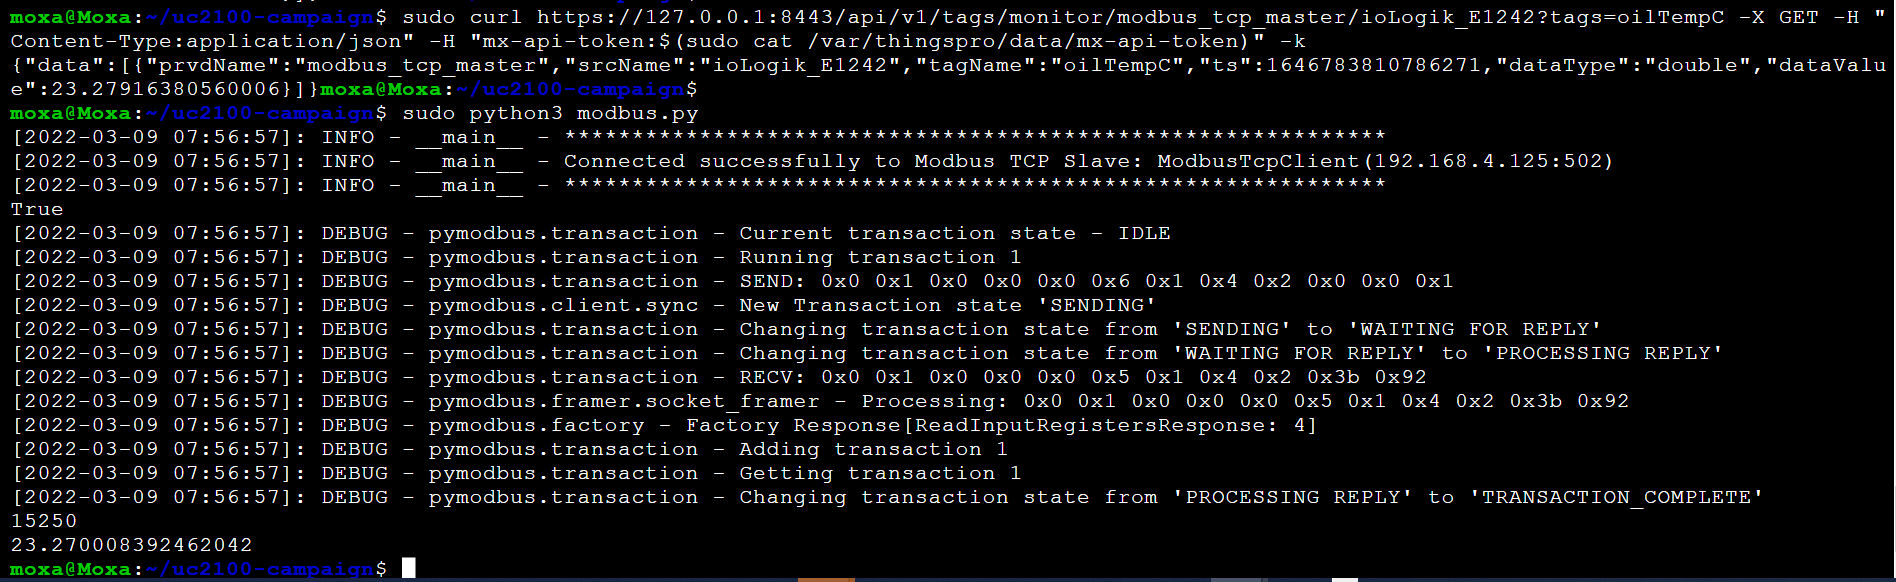 moxa@Moxa:~/uc2100-campaign$ sudo curl https://127.0.0.1:8443/api/v1/tags/monitor/modbus_tcp_master/ioLogik_E1242?tags=oilTempC -X GET -H "
Content-Type:application/json" -H "mx-api-token:$(sudo cat /var/thingspro/data/mx-api-token)" -k
{"data":[{"prvdName":"modbus_tcp_master","srcName":"ioLogik_E1242","tagName":"oilTempC","ts":1646783810786271,"dataType":"double","dataValu
e":23.27916380560006}]}moxa@Moxa:~/uc2100-campaign$
moxa@Moxa:~/uc2100-campaign$ sudo python3 modbus.py
[2022-03-09 07:56:57]: INFO - __main__ - *************************************************************
[2022-03-09 07:56:57]: INFO - __main__ - Connected successfully to Modbus TCP Slave: ModbusTcpClient(192.168.4.125:502)
[2022-03-09 07:56:57]: INFO - __main__ - *************************************************************
True
[2022-03-09 07:56:57]: DEBUG - pymodbus.transaction - Current transaction state - IDLE
[2022-03-09 07:56:57]: DEBUG - pymodbus.transaction - Running transaction 1
[2022-03-09 07:56:57]: DEBUG - pymodbus.transaction - SEND: 0x0 0x1 0x0 0x0 0x0 0x6 0x1 0x4 0x2 0x0 0x0 0x1
[2022-03-09 07:56:57]: DEBUG - pymodbus.client.sync - New Transaction state 'SENDING'
[2022-03-09 07:56:57]: DEBUG - pymodbus.transaction - Changing transaction state from 'SENDING' to 'WAITING FOR REPLY'
[2022-03-09 07:56:57]: DEBUG - pymodbus.transaction - Changing transaction state from 'WAITING FOR REPLY' to 'PROCESSING REPLY'
[2022-03-09 07:56:57]: DEBUG - pymodbus.transaction - RECV: 0x0 0x1 0x0 0x0 0x0 0x5 0x1 0x4 0x2 0x3b 0x92
[2022-03-09 07:56:57]: DEBUG - pymodbus.framer.socket_framer - Processing: 0x0 0x1 0x0 0x0 0x0 0x5 0x1 0x4 0x2 0x3b 0x92
[2022-03-09 07:56:57]: DEBUG - pymodbus.factory - Factory Response[ReadInputRegistersResponse: 4]
[2022-03-09 07:56:57]: DEBUG - pymodbus.transaction - Adding transaction 1
[2022-03-09 07:56:57]: DEBUG - pymodbus.transaction - Getting transaction 1
[2022-03-09 07:56:57]: DEBUG - pymodbus.transaction - Changing transaction state from 'PROCESSING REPLY' to 'TRANSACTION_COMPLETE'
15250
23.270008392462042
moxa@Moxa:~/uc2100-campaign$